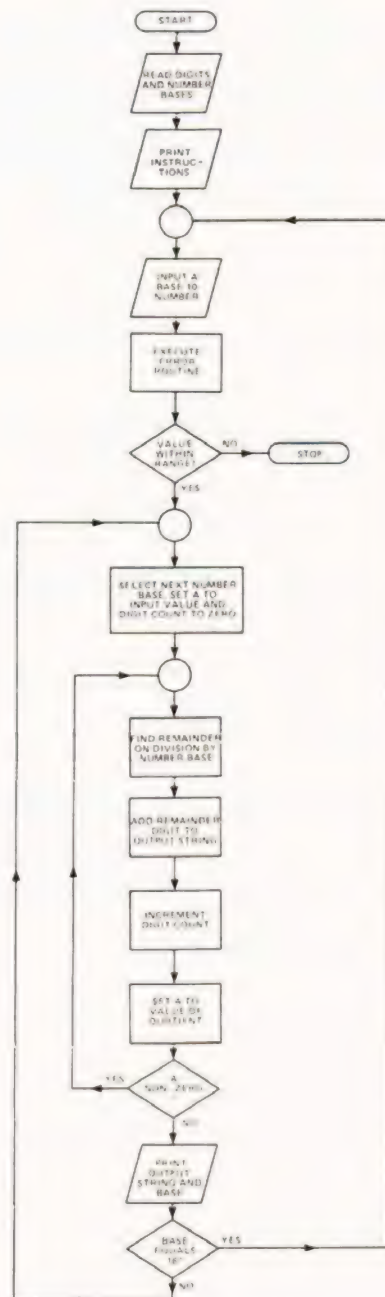 START
READ DIGITS
AND NUMBER
BASES
PRINT
INSTRUC-
TIONS
INPUT A
BASE 10
NUMBER
EXECUTE
ERROR
ROUTINE
VALUE
WITHIN
RANGE?
NO
STOP
YES
SELECT NEXT NUMBER
BASE, SET A TO
INPUT VALUE AND
DIGIT COUNT TO ZERO
FIND REMAINDER
ON DIVISION BY
NUMBER BASE
ADD REMAINDER
DIGIT TO
OUTPUT STRING
INCREMENT
DIGIT COUNT
SET A TO
VALUE OF
QUOTIENT
YES
A
NON-ZERO
NO
PRINT
OUTPUT
STRING AND
BASE
BASE
EQUALS
YES
NO